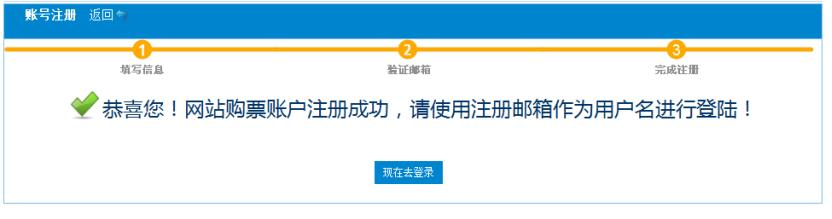 账号注册 返回
1 2 3
填写信息 验证邮箱 完成注册
恭喜您！网站购票账户注册成功，请使用注册邮箱作为用户名进行登陆！
现在去登录